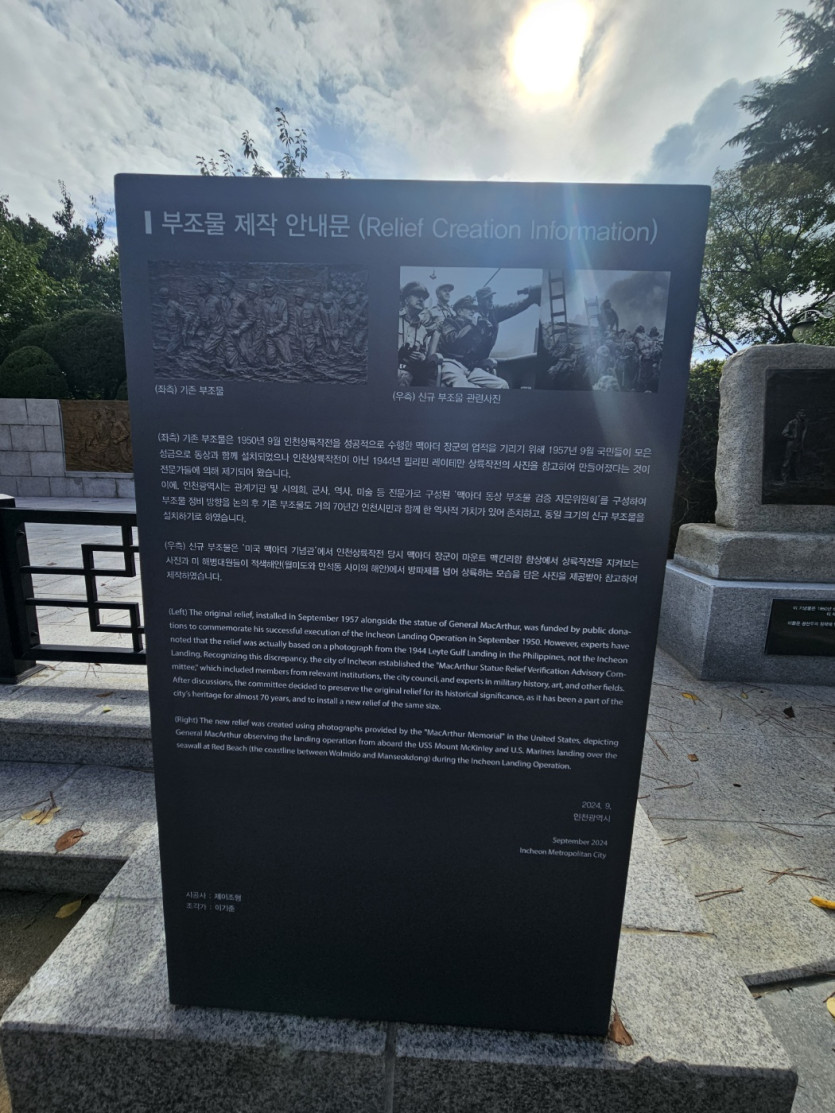 부조물 제작 안내문 (Relief Creation Information)
(좌측) 기존 부조물
(우측) 신규 부조물 관련사진
(좌측) 기존 부조물은 1950년 9월 인천상륙작전을 성공적으로 수행한 맥아더 장군의 업적을 기리기 위해 1957년 9월 국민들이 모은
성금으로 동상과 함께 설치되었으나 인천상륙작전이 아닌 1944년 필리핀 레이테만 상륙작전의 사진을 참고하여 만들어졌다는 것이
전문가들에 의해 제기되어 왔습니다.
이에, 인천광역시는 관계기관 및 시의회, 군사, 역사, 미술 등 전문가로 구성된 '맥아더 동상 부조물 검증 자문위원회'를 구성하여
부조물 정비 방향을 논의 후 기존 부조물도 거의 70년간 인천시민과 함께 한 역사적 가치가 있어 존치하고, 동일 크기의 신규 부조물을
설치하기로 하였습니다.
(우측) 신규 부조물은 '미국 맥아더 기념관'에서 인천상륙작전 당시 맥아더 장군이 마운트 맥킨리함 함상에서 상륙작전을 지켜보는
사진과 미 해병대원들이 적색해안(월미도와 만석동 사이의 해안)에서 방파제를 넘어 상륙하는 모습을 담은 사진을 제공받아 참고하여
제작하였습니다.
(Left) The original relief, installed in September 1957 alongside the statue of General MacArthur, was funded by public dona-
tions to commemorate his successful execution of the Incheon Landing Operation in September 1950. However, experts have
noted that the relief was actually based on a photograph from the 1944 Leyte Gulf Landing in the Philippines, not the Incheon
Landing. Recognizing this discrepancy, the city of Incheon established the "MacArthur Statue Relief Verification Advisory Com-
mittee," which included members from relevant institutions, the city council, and experts in military history, art, and other fields.
After discussions, the committee decided to preserve the original relief for its historical significance, as it has been a part of the
city's heritage for almost 70 years, and to install a new relief of the same size.
(Right) The new relief was created using photographs provided by the "MacArthur Memorial" in the United States, depicting
General MacArthur observing the landing operation from aboard the USS Mount McKinley and U.S. Marines landing over the
seawall at Red Beach (the coastline between Wolmido and Manseokdong) during the Incheon Landing Operation.
2024. 9.
인천광역시
September 2024
Incheon Metropolitan City
시공사 : 제이조형
조각가 : 이기준